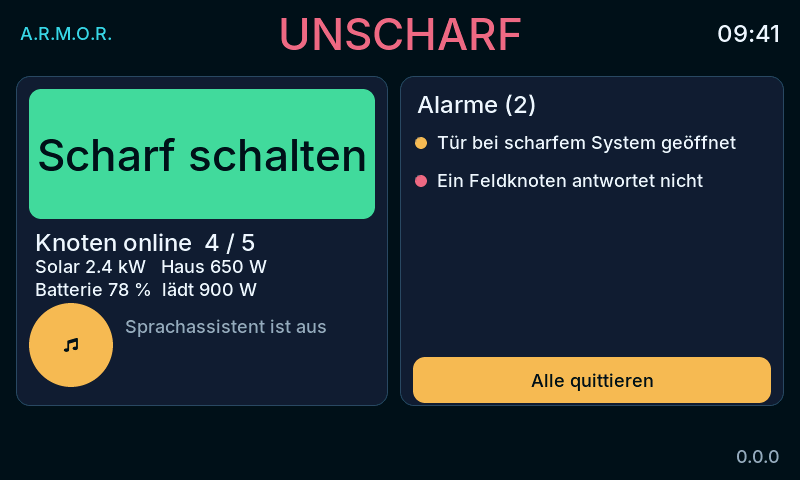 A.R.M.O.R.
UNSCHARF
09:41
Scharf schalten
Knoten online  4 / 5
Solar 2.4 kW   Haus 650 W
Batterie 78 %  lädt 900 W
Sprachassistent ist aus
Alarme (2)
Tür bei scharfem System geöffnet
Ein Feldknoten antwortet nicht
Alle quittieren
0.0.0